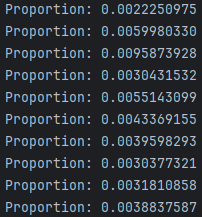 Proportion: 0.0022250975
Proportion: 0.0059980330
Proportion: 0.0095873928
Proportion: 0.0030431532
Proportion: 0.0055143099
Proportion: 0.0043369155
Proportion: 0.0039598293
Proportion: 0.0030377321
Proportion: 0.0031810858
Proportion: 0.0038837587